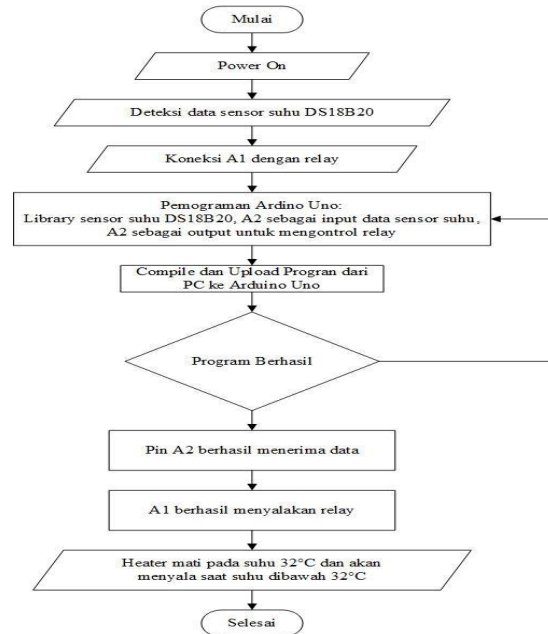 Mulai
Power On
Deteksi data sensor suhu DS18B20
Koneksi A1 dengan relay
Pemograman Ardino Uno:
Library sensor suhu DS18B20, A2 sebagai input data sensor suhu,
A2 sebagai output untuk mengontrol relay
Compile dan Upload Progran dari
PC ke Arduino Uno
Program Berhasil
Pin A2 berhasil menerima data
A1 berhasil menyalakan relay
Heater mati pada suhu 32°C dan akan
menyala saat suhu dibawah 32°C
Selesai